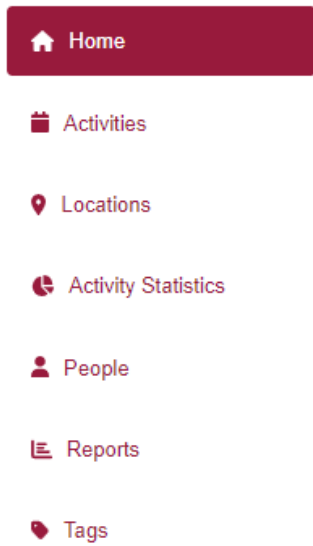 Home
Activities
Locations
Activity Statistics
People
Reports
Tags